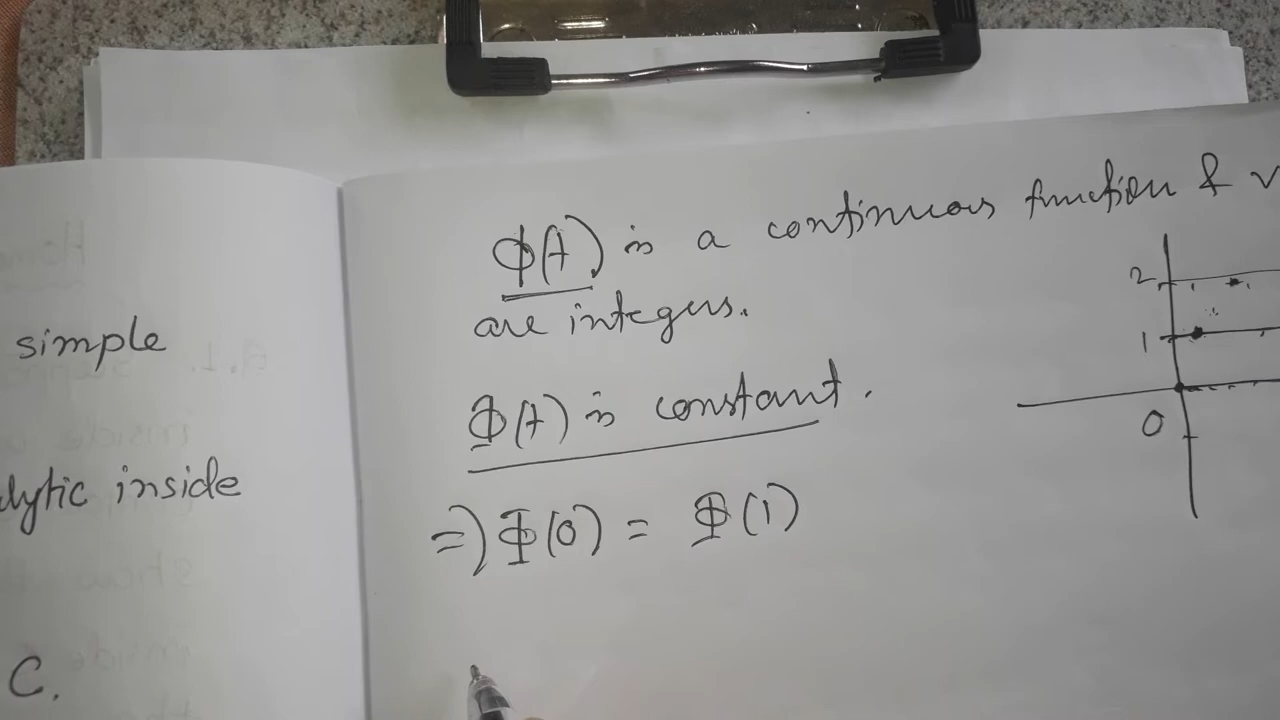 Φ(t) is a continuous function &
are integers.
Φ(t) is constant.
=> Φ(0) = Φ(1)
2
1
0
simple
lytic inside
C.